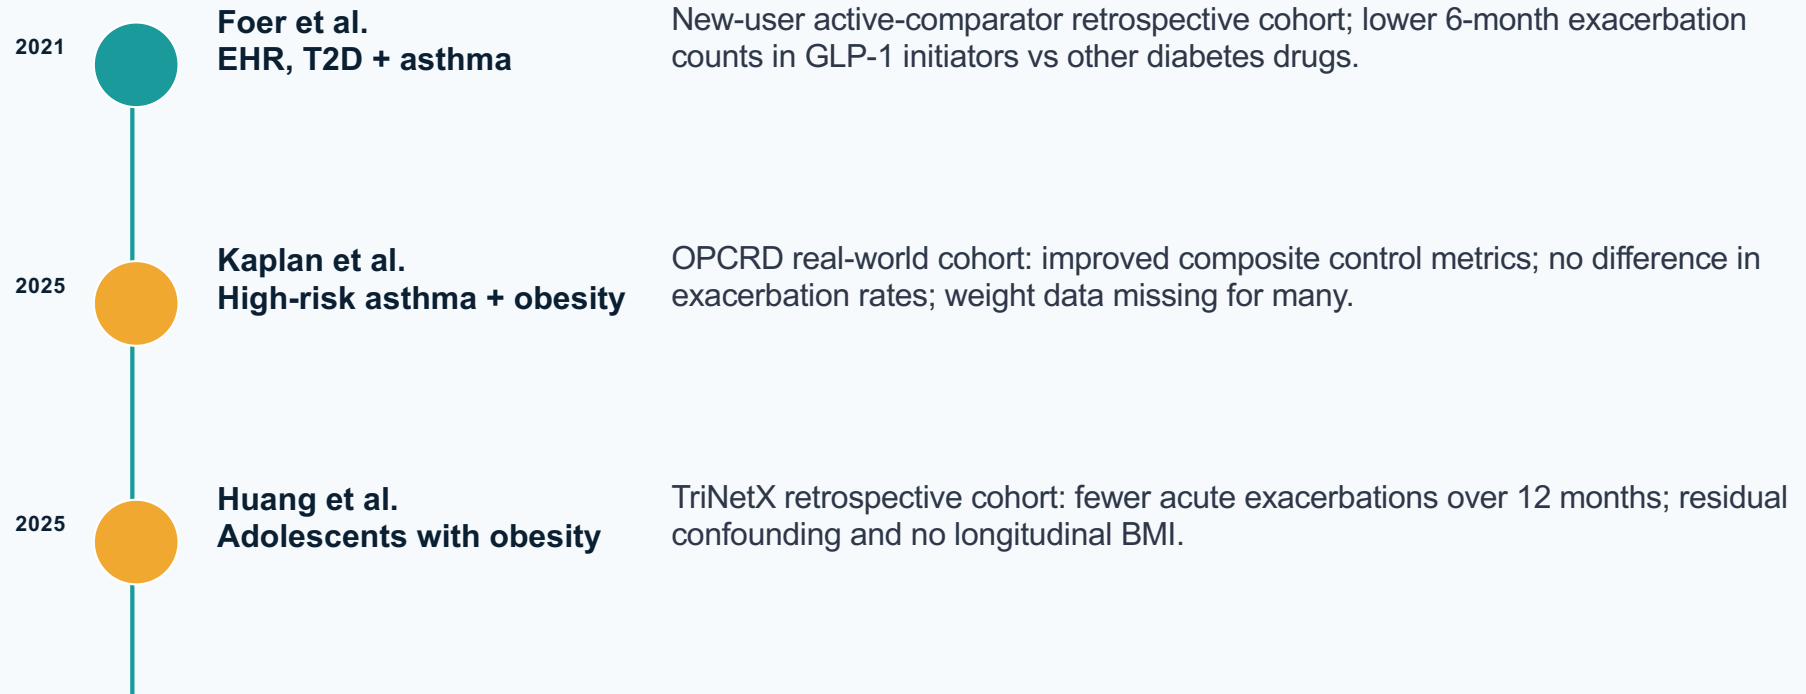 2021
Foer et al.
EHR, T2D + asthma
New-user active-comparator retrospective cohort; lower 6-month exacerbation
counts in GLP-1 initiators vs other diabetes drugs.
2025
Kaplan et al.
High-risk asthma + obesity
OPCRD real-world cohort: improved composite control metrics; no difference in
exacerbation rates; weight data missing for many.
2025
Huang et al.
Adolescents with obesity
TriNetX retrospective cohort: fewer acute exacerbations over 12 months; residual
confounding and no longitudinal BMI.